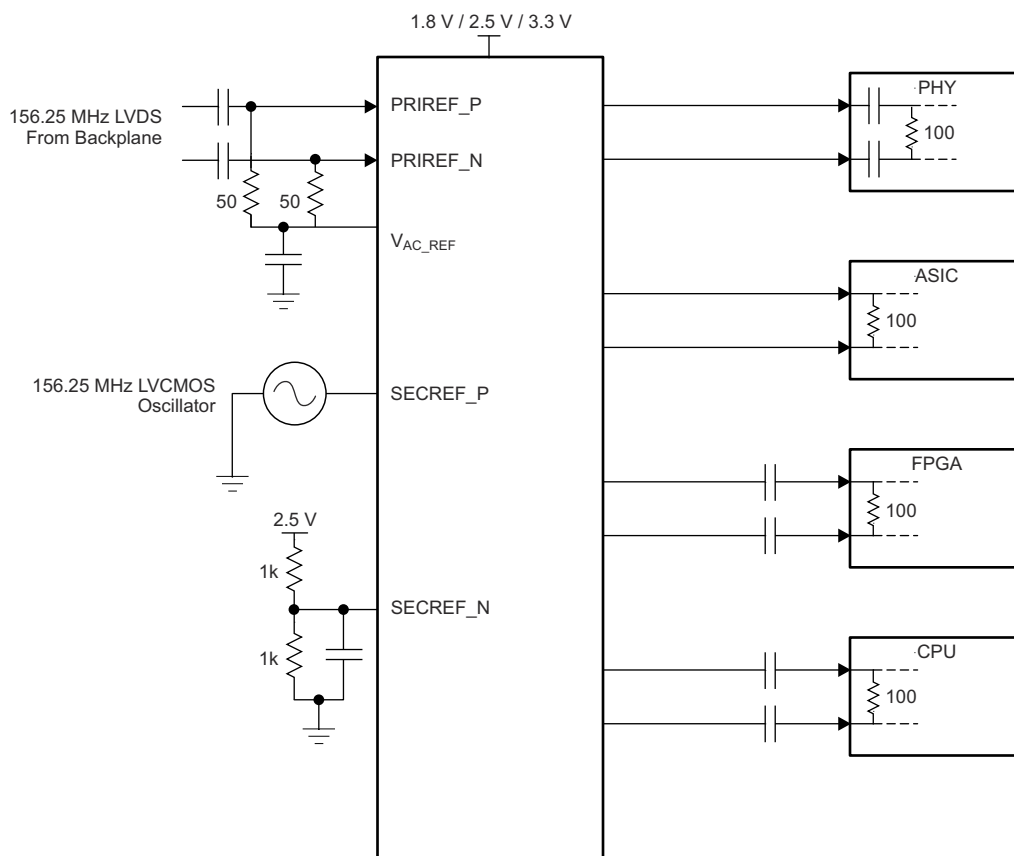 1.8 V / 2.5 V / 3.3 V
156.25 MHz LVDS
From Backplane
PRIREF_P
PRIREF_N
50
50
VAC_REF
156.25 MHz LVCMOS
Oscillator
SECREF_P
2.5 V
1k
1k
SECREF_N
PHY
100
ASIC
100
FPGA
100
CPU
100